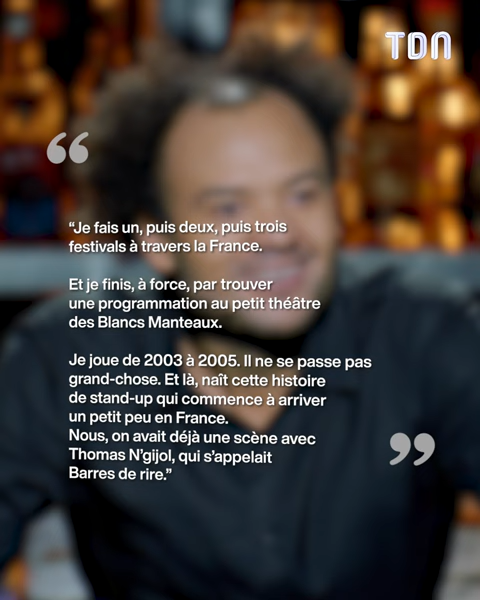 TDN
“
“Je fais un, puis deux, puis trois
festivals à travers la France.
Et je finis, à force, par trouver
une programmation au petit théâtre
des Blancs Manteaux.
Je joue de 2003 à 2005. Il ne se passe pas
grand-chose. Et là, naît cette histoire
de stand-up qui commence à arriver
un petit peu en France.
Nous, on avait déjà une scène avec
Thomas N’gijol, qui s’appelait
Barres de rire.”
”